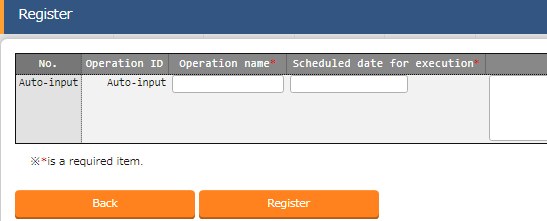 Register
No. Operation ID Operation name* Scheduled date for execution*
Auto-input Auto-input
※*is a required item.
Back Register